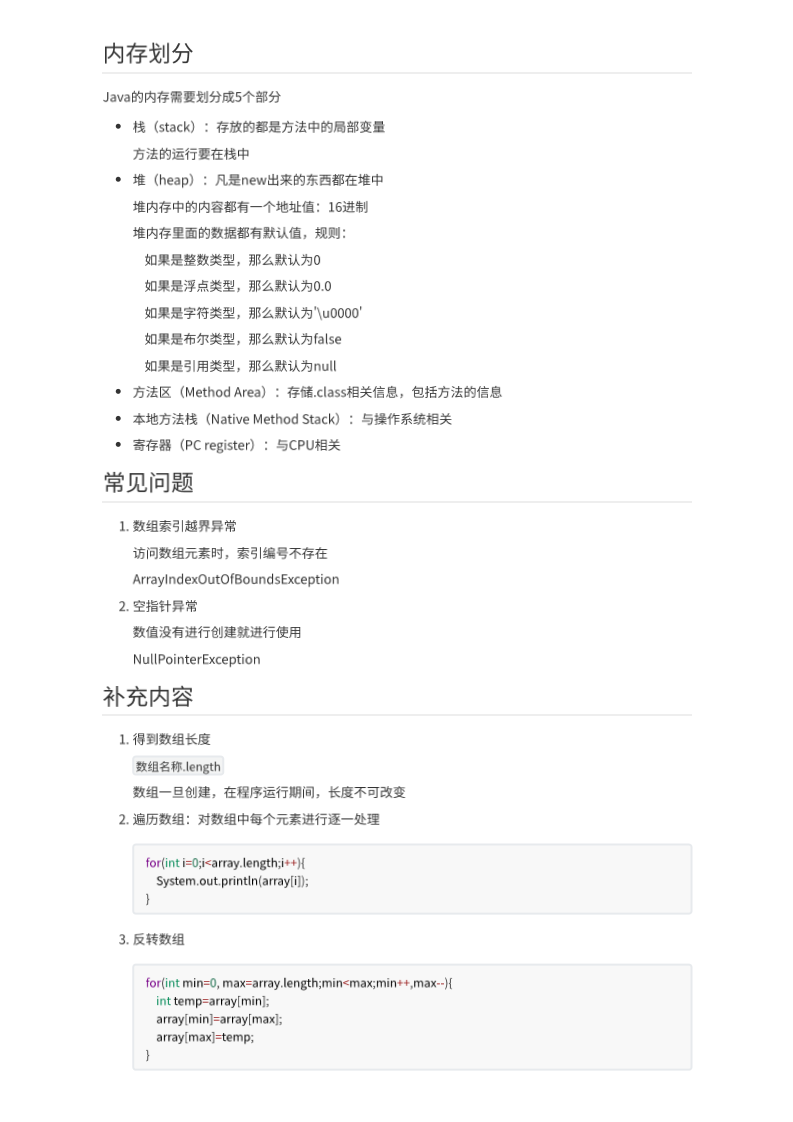 内存划分
Java的内存需要划分成5个部分
栈（stack）：存放的都是方法中的局部变量
方法的运行要在栈中
堆（heap）：凡是new出来的东西都在堆中
堆内存中的内容都有一个地址值：16进制
堆内存里面的数据都有默认值，规则：
如果是整数类型，那么默认为0
如果是浮点类型，那么默认为0.0
如果是字符类型，那么默认为'\u0000'
如果是布尔类型，那么默认为false
如果是引用类型，那么默认为null
方法区（Method Area）：存储.class相关信息，包括方法的信息
本地方法栈（Native Method Stack）：与操作系统相关
寄存器（PC register）：与CPU相关
常见问题
1. 数组索引越界异常
访问数组元素时，索引编号不存在
ArrayIndexOutOfBoundsException
2. 空指针异常
数值没有进行创建就进行使用
NullPointerException
补充内容
1. 得到数组长度
数组名称.length
数组一旦创建，在程序运行期间，长度不可改变
2. 遍历数组：对数组中每个元素进行逐一处理
for(int i=0;i<array.length;i++){
System.out.println(array[i]);
}
3. 反转数组
for(int min=0, max=array.length;min<max;min++,max--){
int temp=array[min];
array[min]=array[max];
array[max]=temp;
}